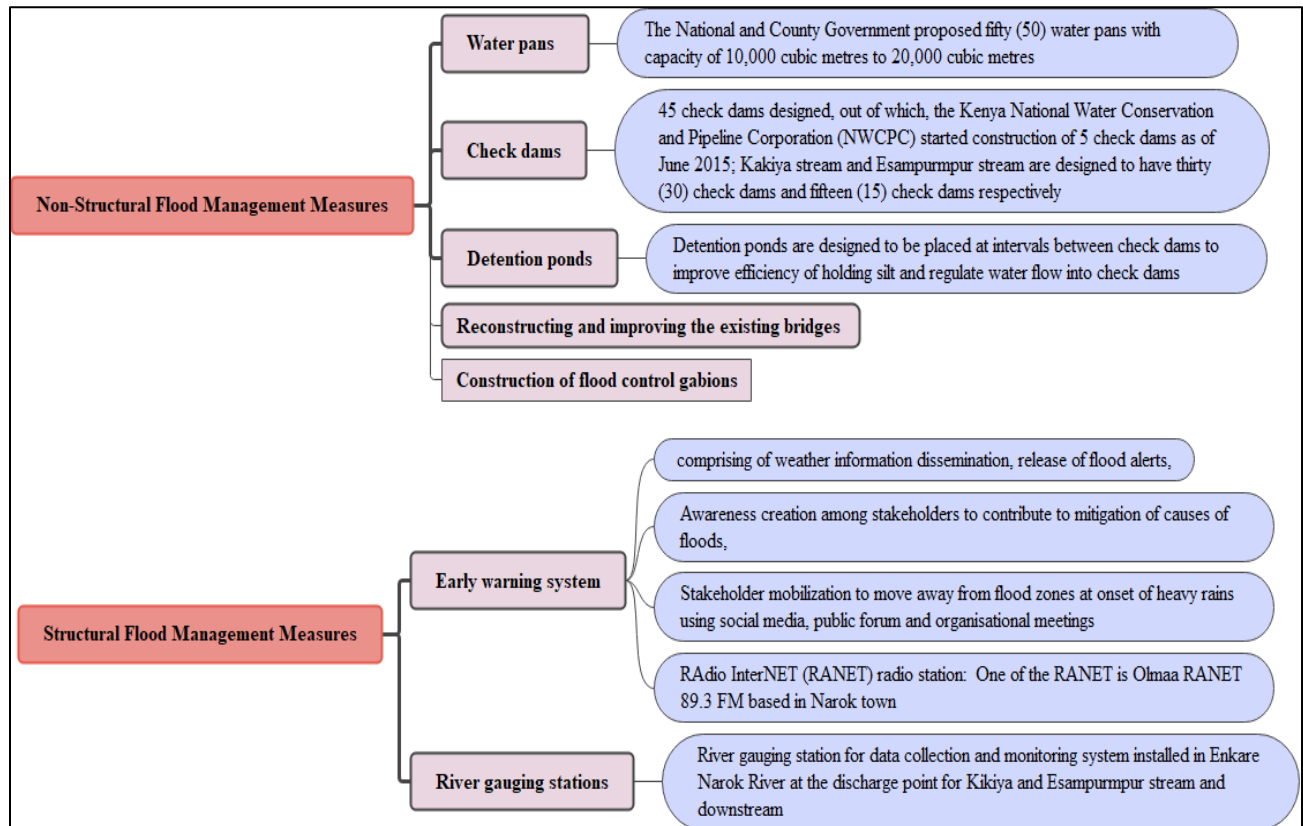 Non-Structural Flood Management Measures
Water pans
The National and County Government proposed fifty (50) water pans with
capacity of 10,000 cubic metres to 20,000 cubic metres
Check dams
45 check dams designed, out of which, the Kenya National Water Conservation
and Pipeline Corporation (NWCPC) started construction of 5 check dams as of
June 2015; Kakiya stream and Esampurmpur stream are designed to have thirty
(30) check dams and fifteen (15) check dams respectively
Detention ponds
Detention ponds are designed to be placed at intervals between check dams to
improve efficiency of holding silt and regulate water flow into check dams
Reconstructing and improving the existing bridges
Construction of flood control gabions
Structural Flood Management Measures
Early warning system
comprising of weather information dissemination, release of flood alerts,
Awareness creation among stakeholders to contribute to mitigation of causes of
floods,
Stakeholder mobilization to move away from flood zones at onset of heavy rains
using social media, public forum and organisational meetings
RAdio InterNET (RANET) radio station: One of the RANET is Olmaa RANET
89.3 FM based in Narok town
River gauging stations
River gauging station for data collection and monitoring system installed in Enkare
Narok River at the discharge point for Kikiya and Esampurmpur stream and
downstream